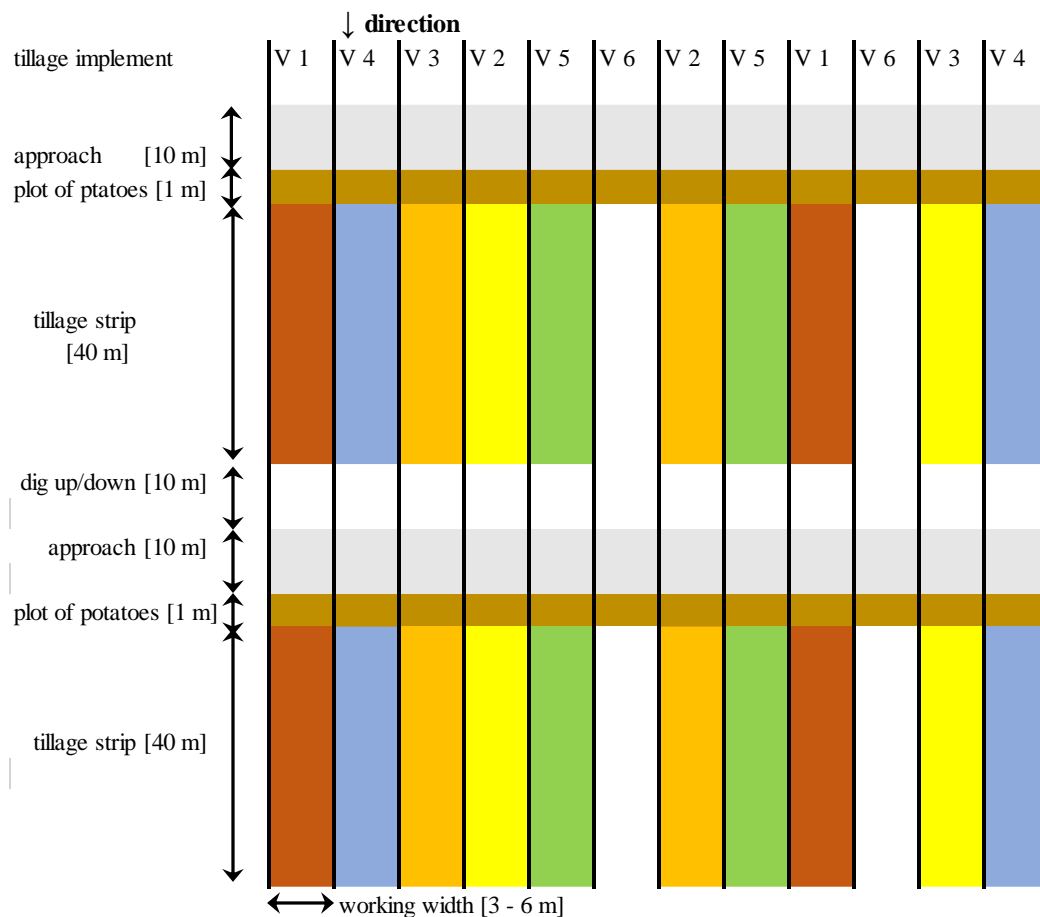 ↓ direction
tillage implement V 1 V 4 V 3 V 2 V 5 V 6 V 2 V 5 V 1 V 6 V 3 V 4
approach [10 m]
plot of ptatoes [1 m]
tillage strip
[40 m]
dig up/down [10 m]
approach [10 m]
plot of potatoes [1 m]
tillage strip [40 m]
working width [3 - 6 m]